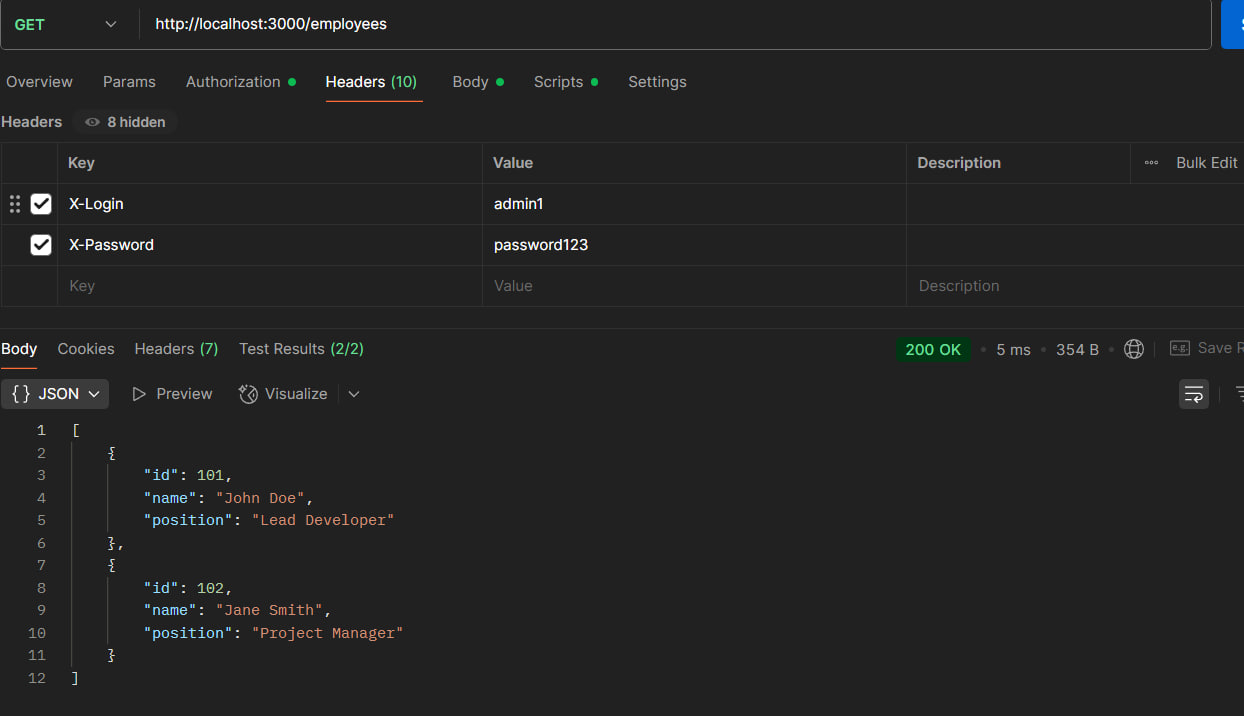 GET http://localhost:3000/employees
Overview Params Authorization Headers (10) Body Scripts Settings
Headers 8 hidden
Key Value Description Bulk Edit
X-Login admin1
X-Password password123
Key Value Description
Body Cookies Headers (7) Test Results (2/2) 200 OK 5 ms 354 B e.g. Save
{} JSON Preview Visualize
1 [
2 {
3 "id": 101,
4 "name": "John Doe",
5 "position": "Lead Developer"
6 },
7 {
8 "id": 102,
9 "name": "Jane Smith",
10 "position": "Project Manager"
11 }
12 ]